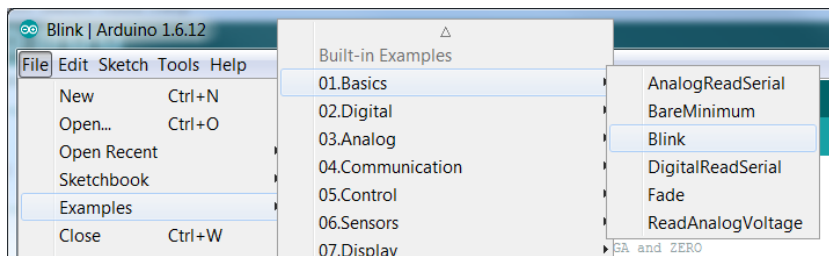 Blink | Arduino 1.6.12
File Edit Sketch Tools Help
New Ctrl+N
Open... Ctrl+O
Open Recent
Sketchbook
Examples
Close Ctrl+W
Built-in Examples
01.Basics
02.Digital
03.Analog
04.Communication
05.Control
06.Sensors
07.Display
AnalogReadSerial
BareMinimum
Blink
DigitalReadSerial
Fade
ReadAnalogVoltage
GA and ZERO